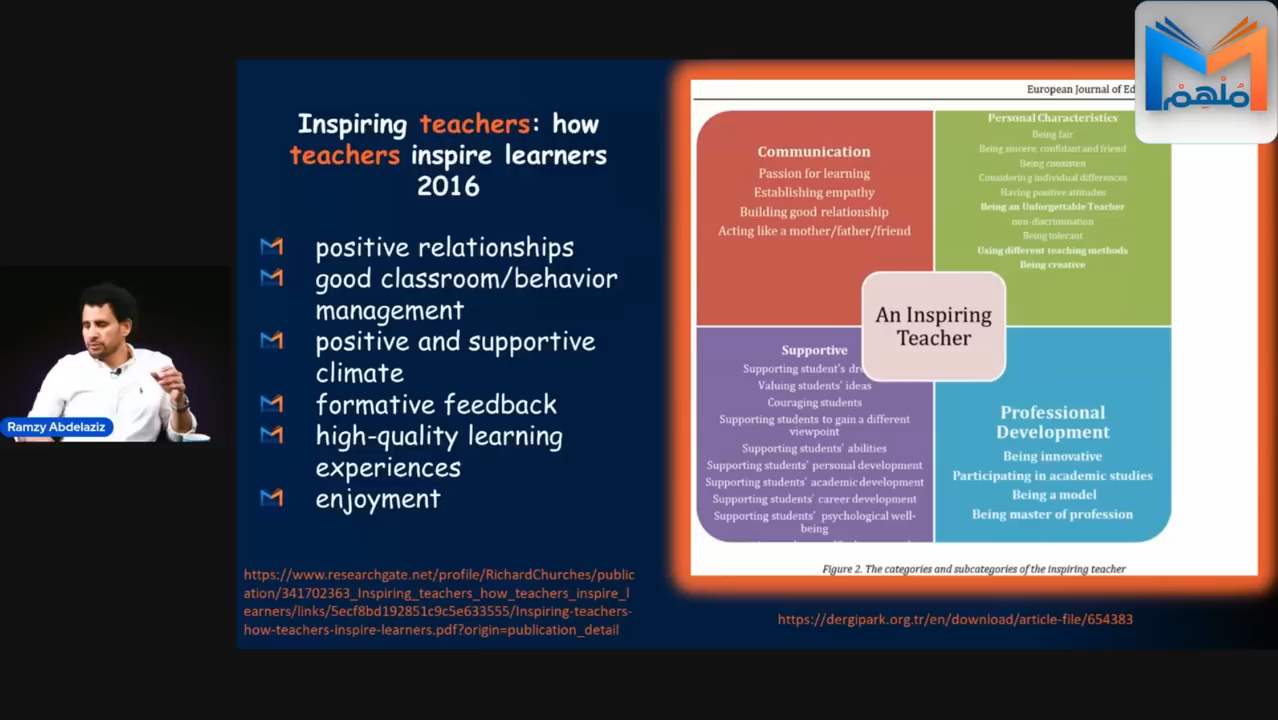 مُلْهِمْ
Inspiring teachers: how
teachers inspire learners
2016
positive relationships
good classroom/behavior
management
positive and supportive
climate
formative feedback
high-quality learning
experiences
enjoyment
https://www.researchgate.net/profile/RichardChurches/public
ation/341702363_Inspiring_teachers_how_teachers_inspire_l
earners/links/5ecf8bd192851c9c5e633555/Inspiring-teachers-
how-teachers-inspire-learners.pdf?origin=publication_detail
Ramzy Abdelaziz
European Journal of Ed
Communication
Passion for learning
Establishing empathy
Building good relationship
Acting like a mother/father/friend
Personal Characteristics
Being fair
Being sincere, confidant and friend
Being consisten
Considering individual differences
Having positive attitudes
Being an Unforgettable Teacher
non-discrimination
Being tolerant
Using different teaching methods
Being creative
An Inspiring
Teacher
Supportive
Supporting student's dre
Valuing students' ideas
Couraging students
Supporting students to gain a different
viewpoint
Supporting students' abilities
Supporting students' personal development
Supporting students' academic development
Supporting students' career development
Supporting students' psychological well-
being
Professional
Development
Being innovative
Participating in academic studies
Being a model
Being master of profession
Figure 2. The categories and subcategories of the inspiring teacher
https://dergipark.org.tr/en/download/article-file/654383